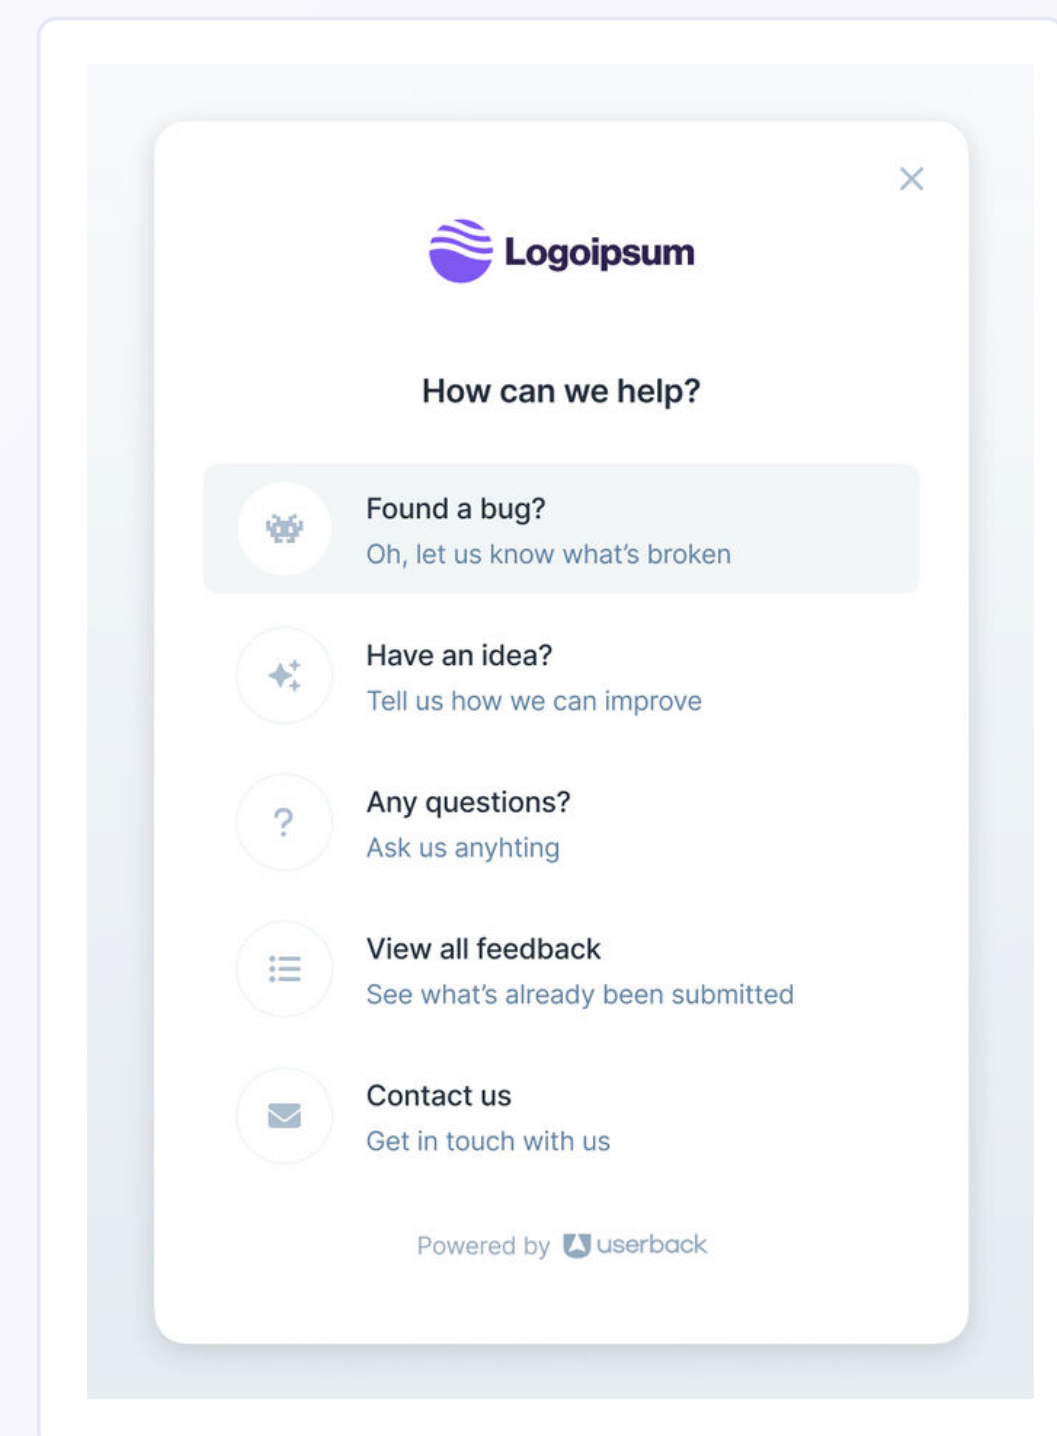 Logoipsum
How can we help?
Found a bug?
Oh, let us know what’s broken
Have an idea?
Tell us how we can improve
?
Any questions?
Ask us anyhting
View all feedback
See what’s already been submitted
Contact us
Get in touch with us
Powered by userback